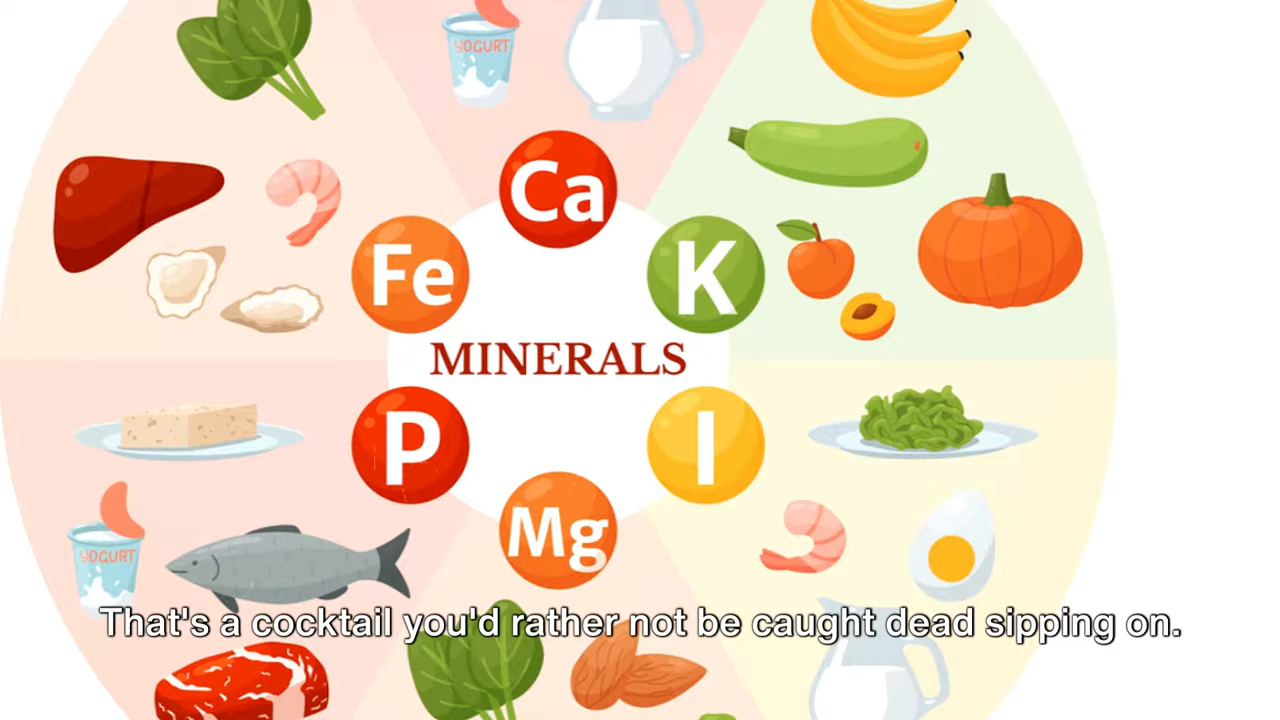 YOGURT
Ca
Fe
K
MINERALS
P
I
Mg
YOGURT
That's a cocktail you'd rather not be caught dead sipping on.